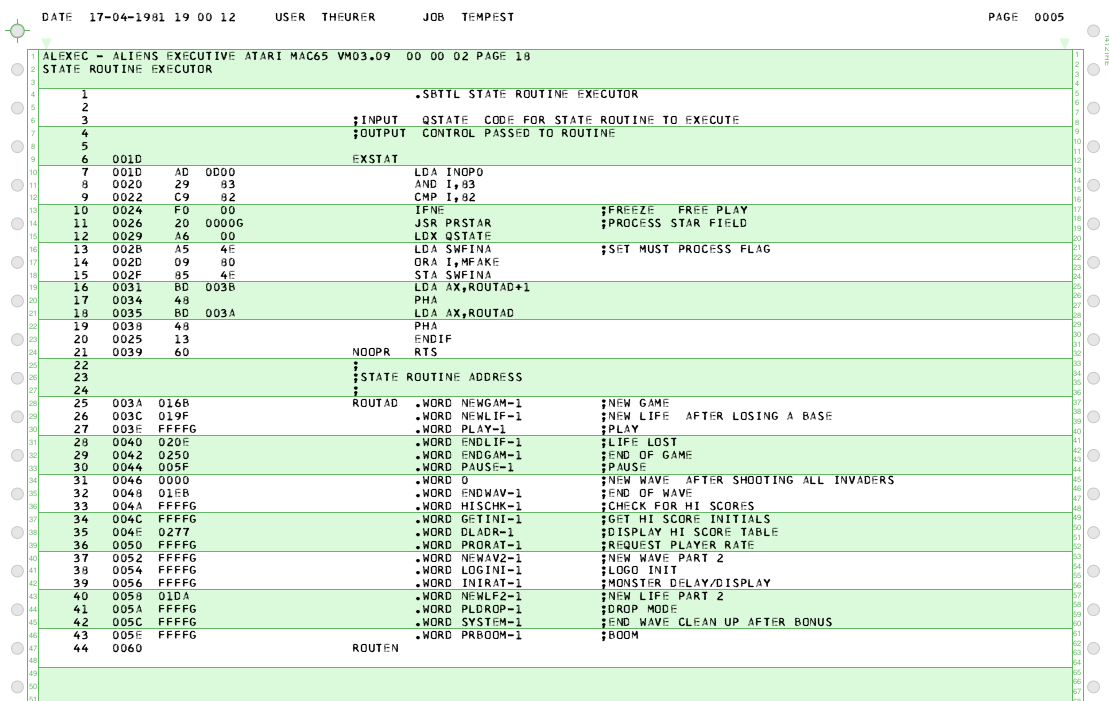 DATE 17-04-1981 19 00 12 USER THEURER JOB TEMPEST PAGE 0005
ALEXEC - ALIENS EXECUTIVE ATARI MAC65 VM03.09 00 00 02 PAGE 18
STATE ROUTINE EXECUTOR
1 .SBTTL STATE ROUTINE EXECUTOR
2
3 ;INPUT QSTATE CODE FOR STATE ROUTINE TO EXECUTE
4 ;OUTPUT CONTROL PASSED TO ROUTINE
5
6 001D EXSTAT
7 001D AD 0D00 LDA INOP0
8 0020 29 83 AND I,83
9 0022 C9 82 CMP I,82
10 0024 F0 00 IFNE ;FREEZE FREE PLAY
11 0026 20 0000G JSR PRSTAR ;PROCESS STAR FIELD
12 0029 A6 00 LDX QSTATE
13 002B A5 4E LDA SWFINA ;SET MUST PROCESS FLAG
14 002D 09 80 ORA I,MFAKE
15 002F 85 4E STA SWFINA
16 0031 BD 003B LDA AX,ROUTAD+1
17 0034 48 PHA
18 0035 BD 003A LDA AX,ROUTAD
19 0038 48 PHA
20 0025 13 ENDIF
21 0039 60 NOOPR RTS
22 ;
23 ;STATE ROUTINE ADDRESS
24 ;
25 003A 016B ROUTAD .WORD NEWGAM-1 ;NEW GAME
26 003C 019F .WORD NEWLIF-1 ;NEW LIFE AFTER LOSING A BASE
27 003E FFFFG .WORD PLAY-1 ;PLAY
28 0040 020E .WORD ENDLIF-1 ;LIFE LOST
29 0042 0250 .WORD ENDGAM-1 ;END OF GAME
30 0044 005F .WORD PAUSE-1 ;PAUSE
31 0046 0000 .WORD 0 ;NEW WAVE AFTER SHOOTING ALL INVADERS
32 0048 01EB .WORD ENDWAV-1 ;END OF WAVE
33 004A FFFFG .WORD HISCHK-1 ;CHECK FOR HI SCORES
34 004C FFFFG .WORD GETINI-1 ;GET HI SCORE INITIALS
35 004E 0277 .WORD DLADR-1 ;DISPLAY HI SCORE TABLE
36 0050 FFFFG .WORD PRORAT-1 ;REQUEST PLAYER RATE
37 0052 FFFFG .WORD NEWAV2-1 ;NEW WAVE PART 2
38 0054 FFFFG .WORD LOGINI-1 ;LOGO INIT
39 0056 FFFFG .WORD INIRAT-1 ;MONSTER DELAY/DISPLAY
40 0058 01DA .WORD NEWLF2-1 ;NEW LIFE PART 2
41 005A FFFFG .WORD PLDROP-1 ;DROP MODE
42 005C FFFFG .WORD SYSTEM-1 ;END WAVE CLEAN UP AFTER BONUS
43 005E FFFFG .WORD PRBOOM-1 ;BOOM
44 0060 ROUTEN